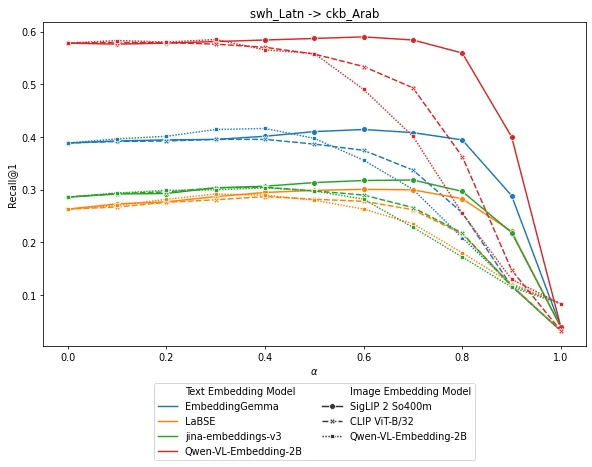 swh_Latn -> ckb_Arab
Recall@1
0.6
0.5
0.4
0.3
0.2
0.1
0.0 0.2 0.4 0.6 0.8 1.0
α
Text Embedding Model Image Embedding Model
EmbeddingGemma SigLIP 2 So400m
LaBSE CLIP ViT-B/32
jina-embeddings-v3 Qwen-VL-Embedding-2B
Qwen-VL-Embedding-2B